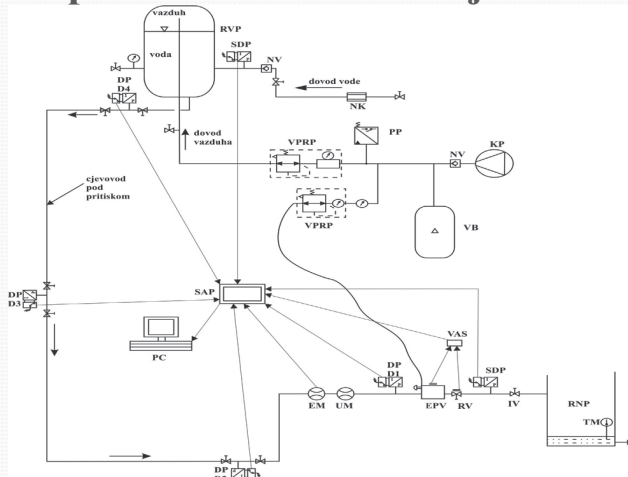 vazduh
RVP
voda
SDP
NV
DP
D4
dovod vode
NK
dovod
vazduha
VPRP
PP
NV
KP
cjevovod
pod
pritiskom
VPRP
VB
DP
D3
SAP
PC
VAS
DP
D1
SDP
EM
UM
EPV
RV
IV
RNP
TM
DP